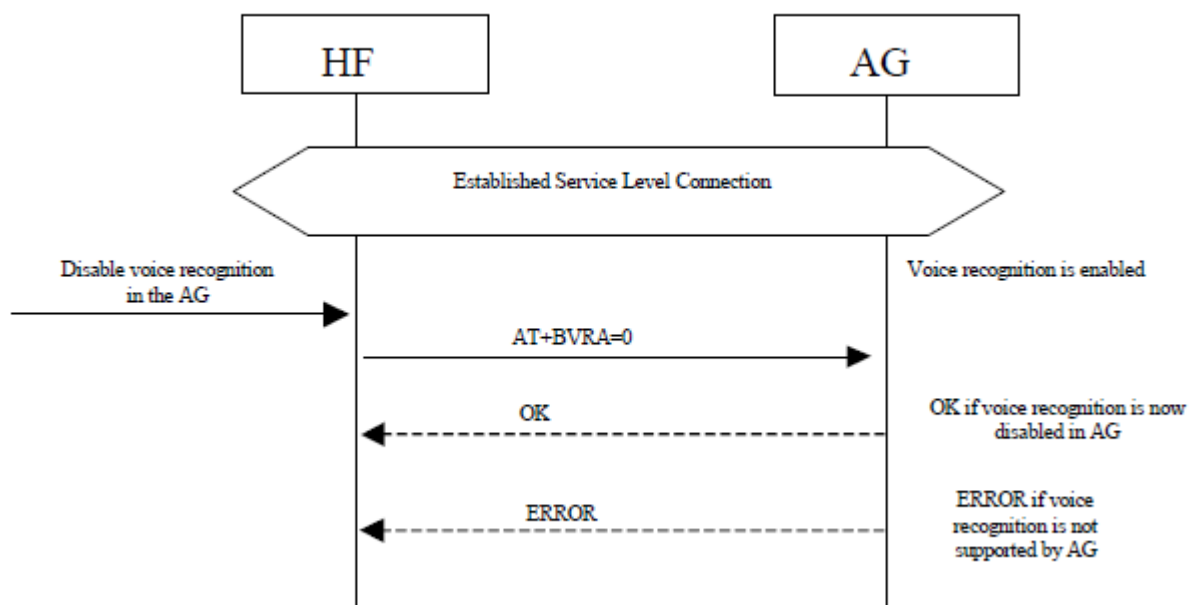 HF
AG
Established Service Level Connection
Disable voice recognition
in the AG
Voice recognition is enabled
AT+BVRA=0
OK
OK if voice recognition is now
disabled in AG
ERROR
ERROR if voice
recognition is not
supported by AG